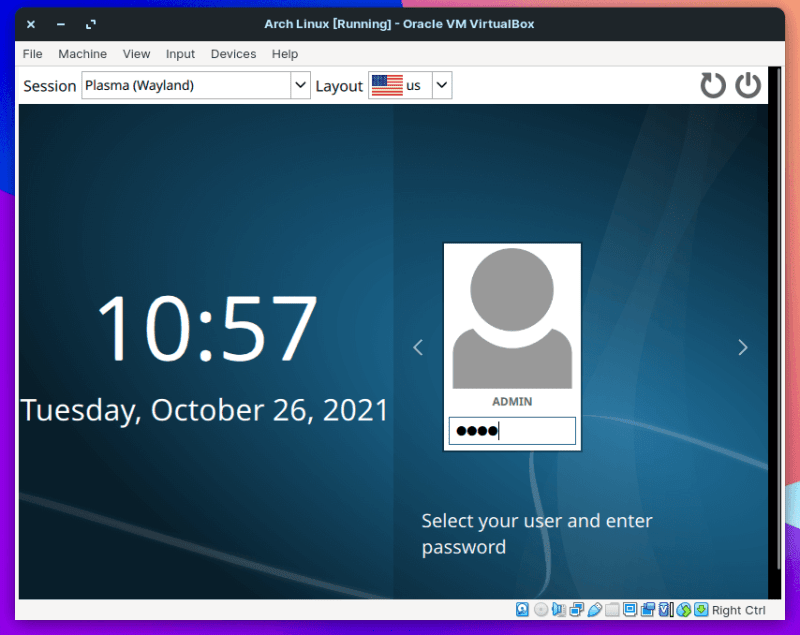 Arch Linux [Running] - Oracle VM VirtualBox
File Machine View Input Devices Help
Session Plasma (Wayland) Layout us
10:57
Tuesday, October 26, 2021
ADMIN
Select your user and enter
password
Right Ctrl